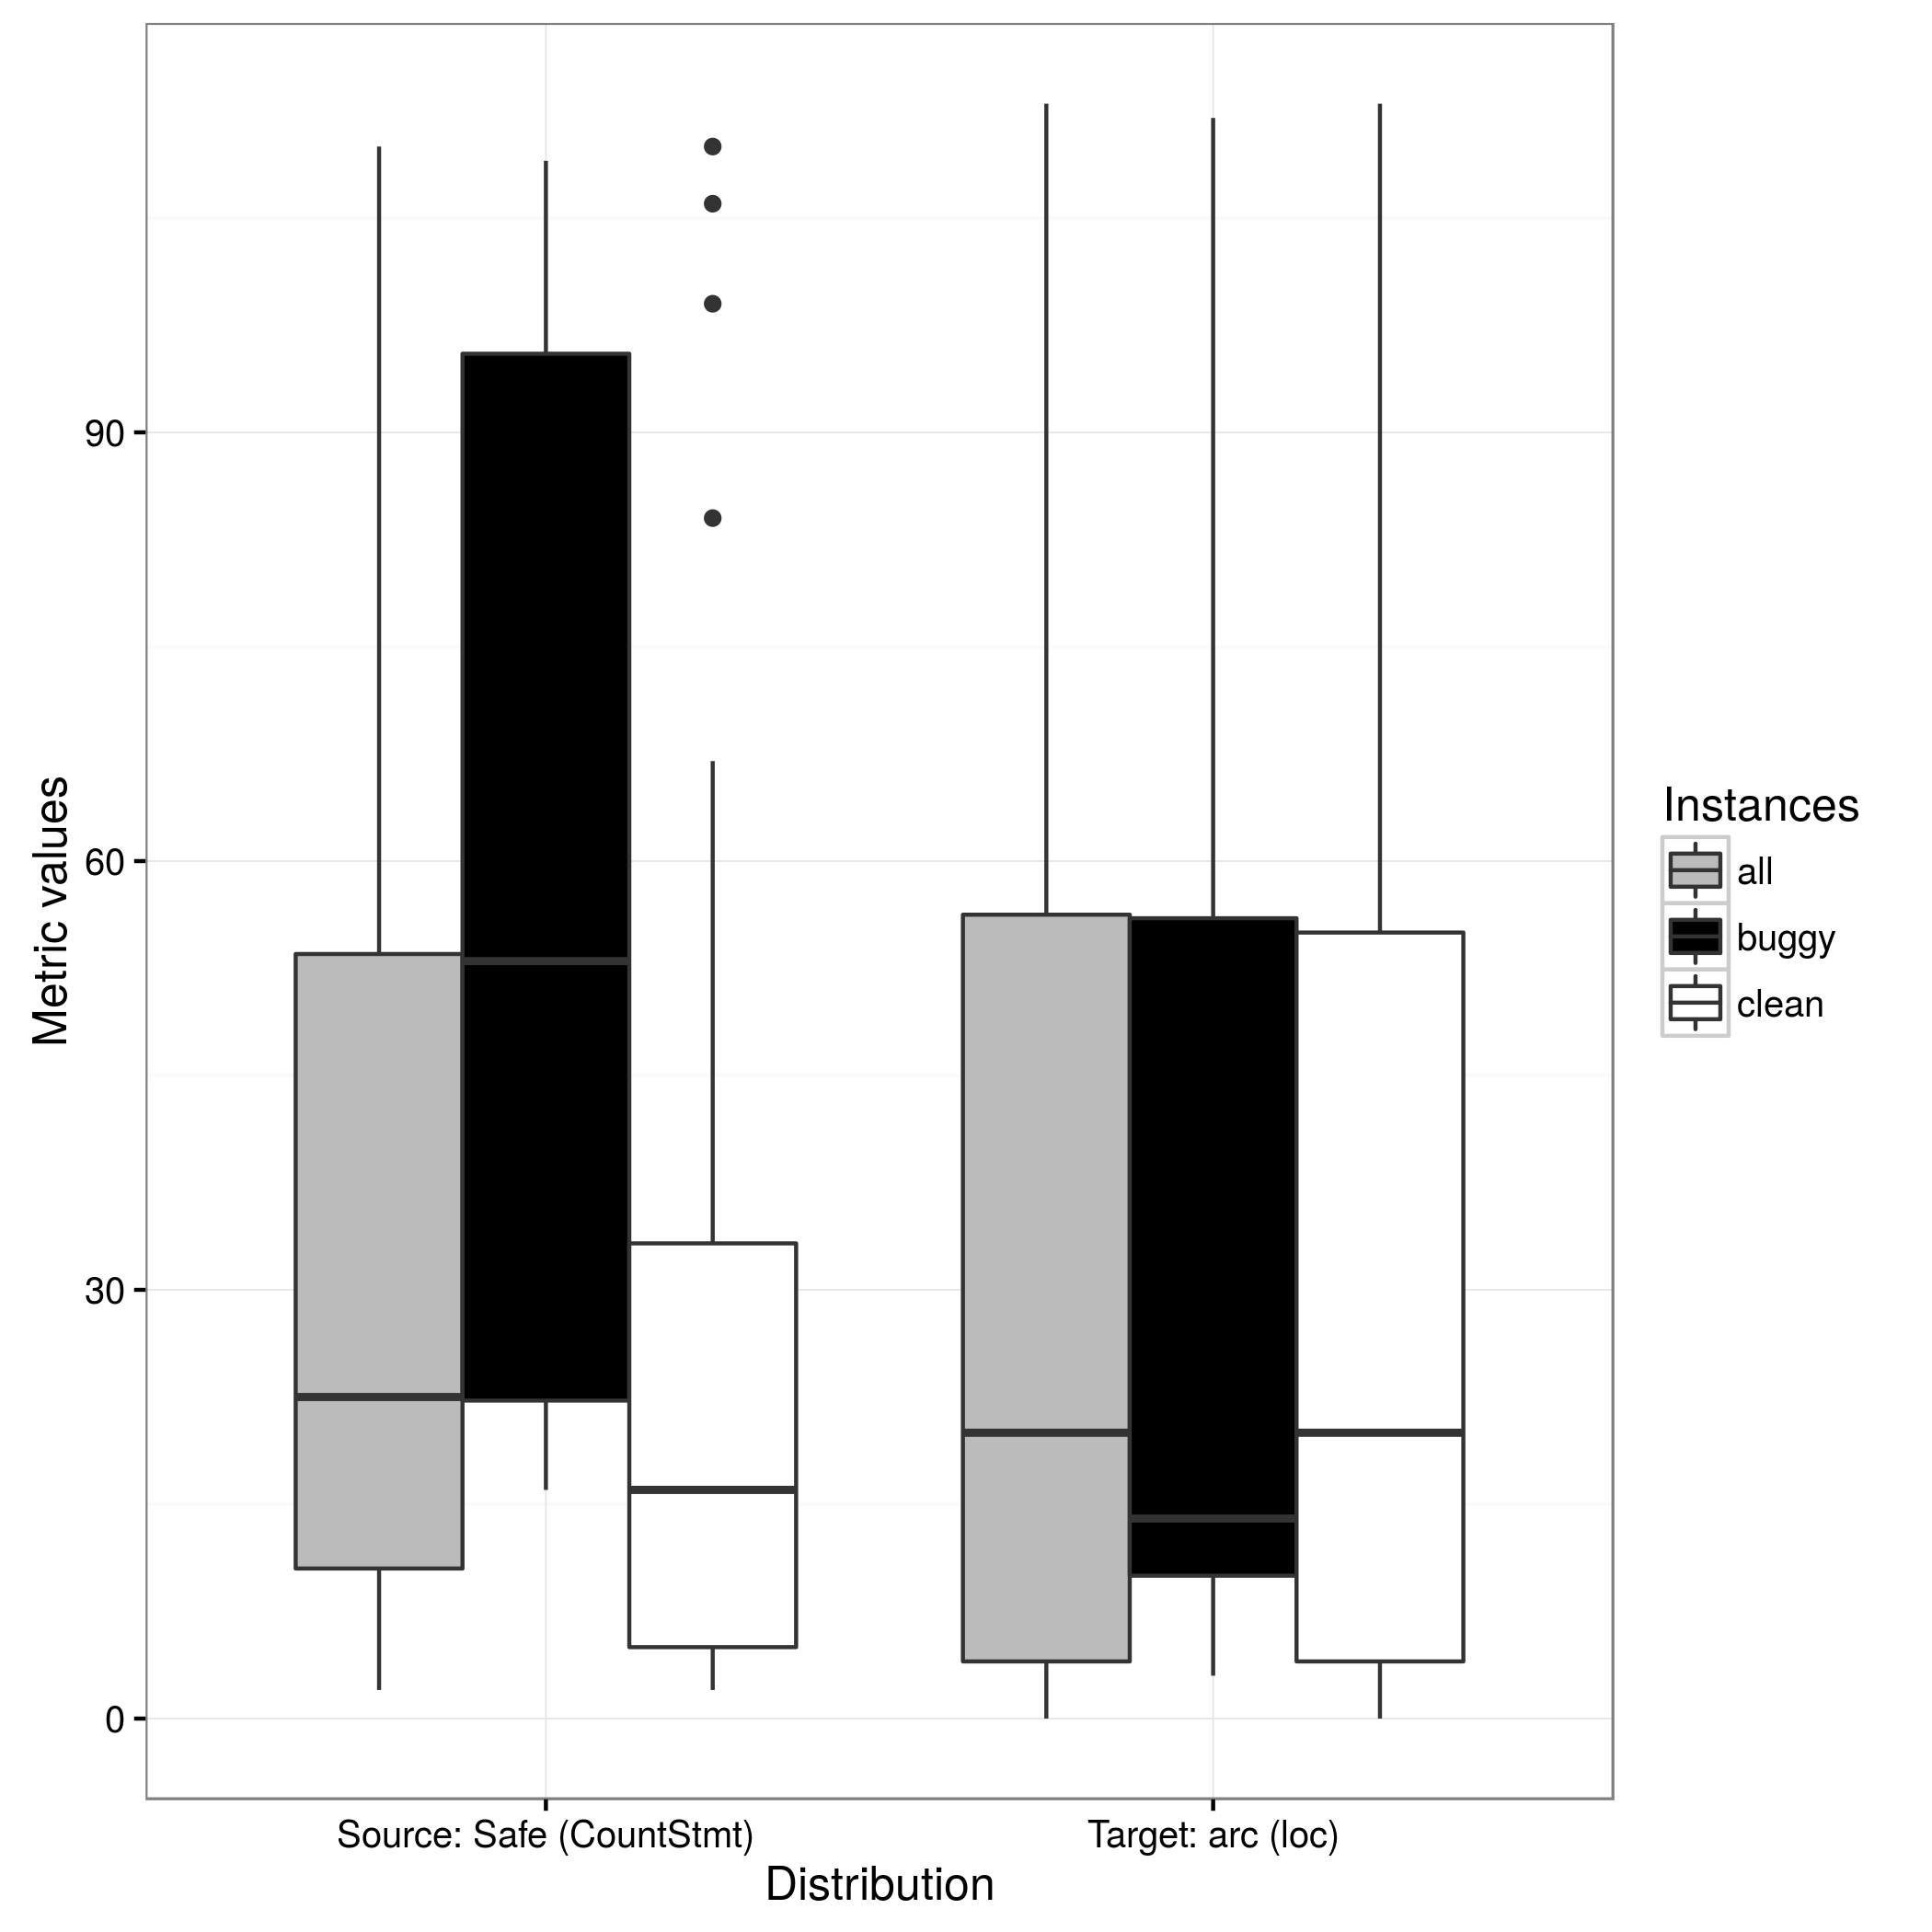 Metric values
90
60
30
0
Source: Safe (CountStmt)
Target: arc (loc)
Distribution
Instances
all
buggy
clean